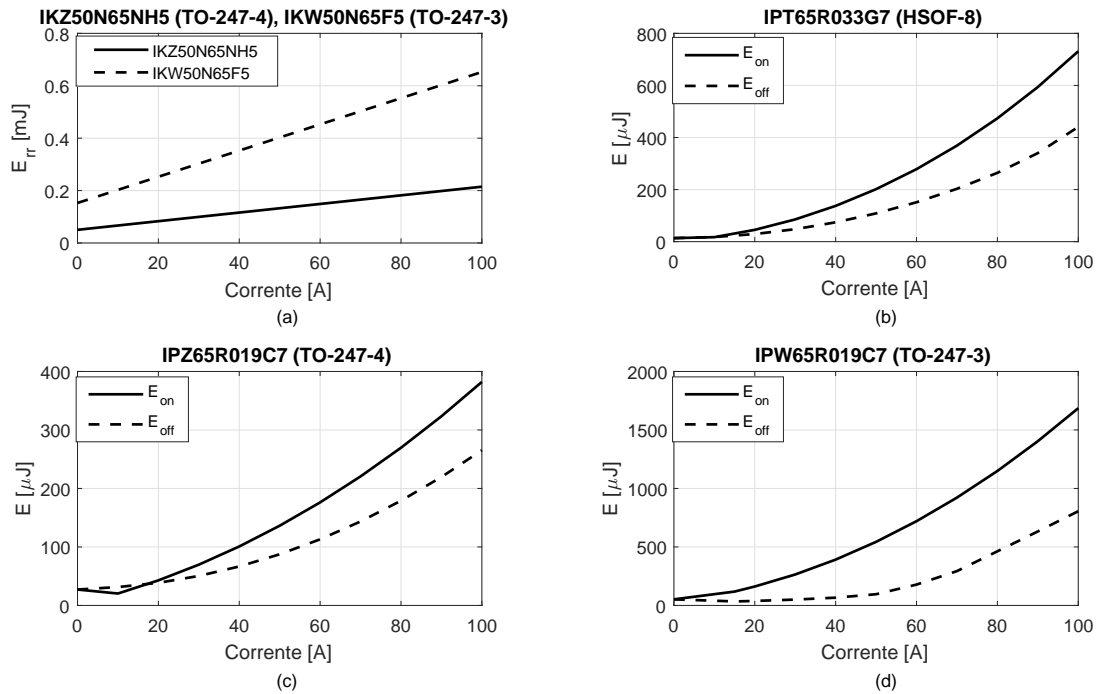 IKZ50N65NH5 (TO-247-4), IKW50N65F5 (TO-247-3)
0.8
0.6
0.4
0.2
0
E_rr [mJ]
IKZ50N65NH5
IKW50N65F5
0 20 40 60 80 100
Corrente [A]
(a)
IPT65R033G7 (HSOF-8)
800
600
400
200
0
E [μJ]
E_on
E_off
0 20 40 60 80 100
Corrente [A]
(b)
IPZ65R019C7 (TO-247-4)
400
300
200
100
0
E [μJ]
E_on
E_off
0 20 40 60 80 100
Corrente [A]
(c)
IPW65R019C7 (TO-247-3)
2000
1500
1000
500
0
E [μJ]
E_on
E_off
0 20 40 60 80 100
Corrente [A]
(d)